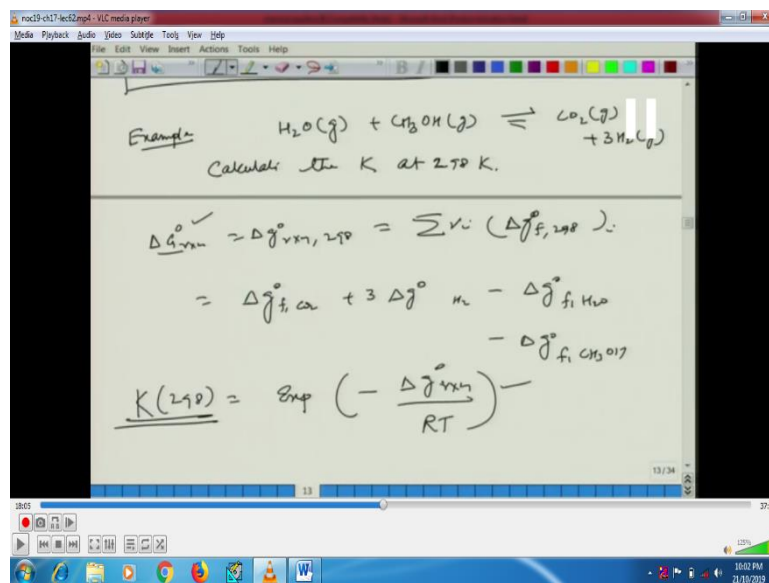 noc19-ch17-lec62.mp4 - VLC media player
Media Playback Audio Video Subtitle Tools View Help
File Edit View Insert Actions Tools Help
Example H₂O(g) + CH₃OH(g) ⇌ CO₂(g)
+ 3H₂(g)
Calculate the K at 298 K.
Δg°rxn ✓ = Δg°rxn, 298 = Σνi (Δg°f, 298)i
= Δg°f, CO₂ + 3 Δg° H₂ − Δg°f, H₂O
− Δg°f, CH₃OH
K(298) = Exp (− Δg°rxn / RT)
13/34
13
18:05
37:
125%
10:02 PM
21/10/2019